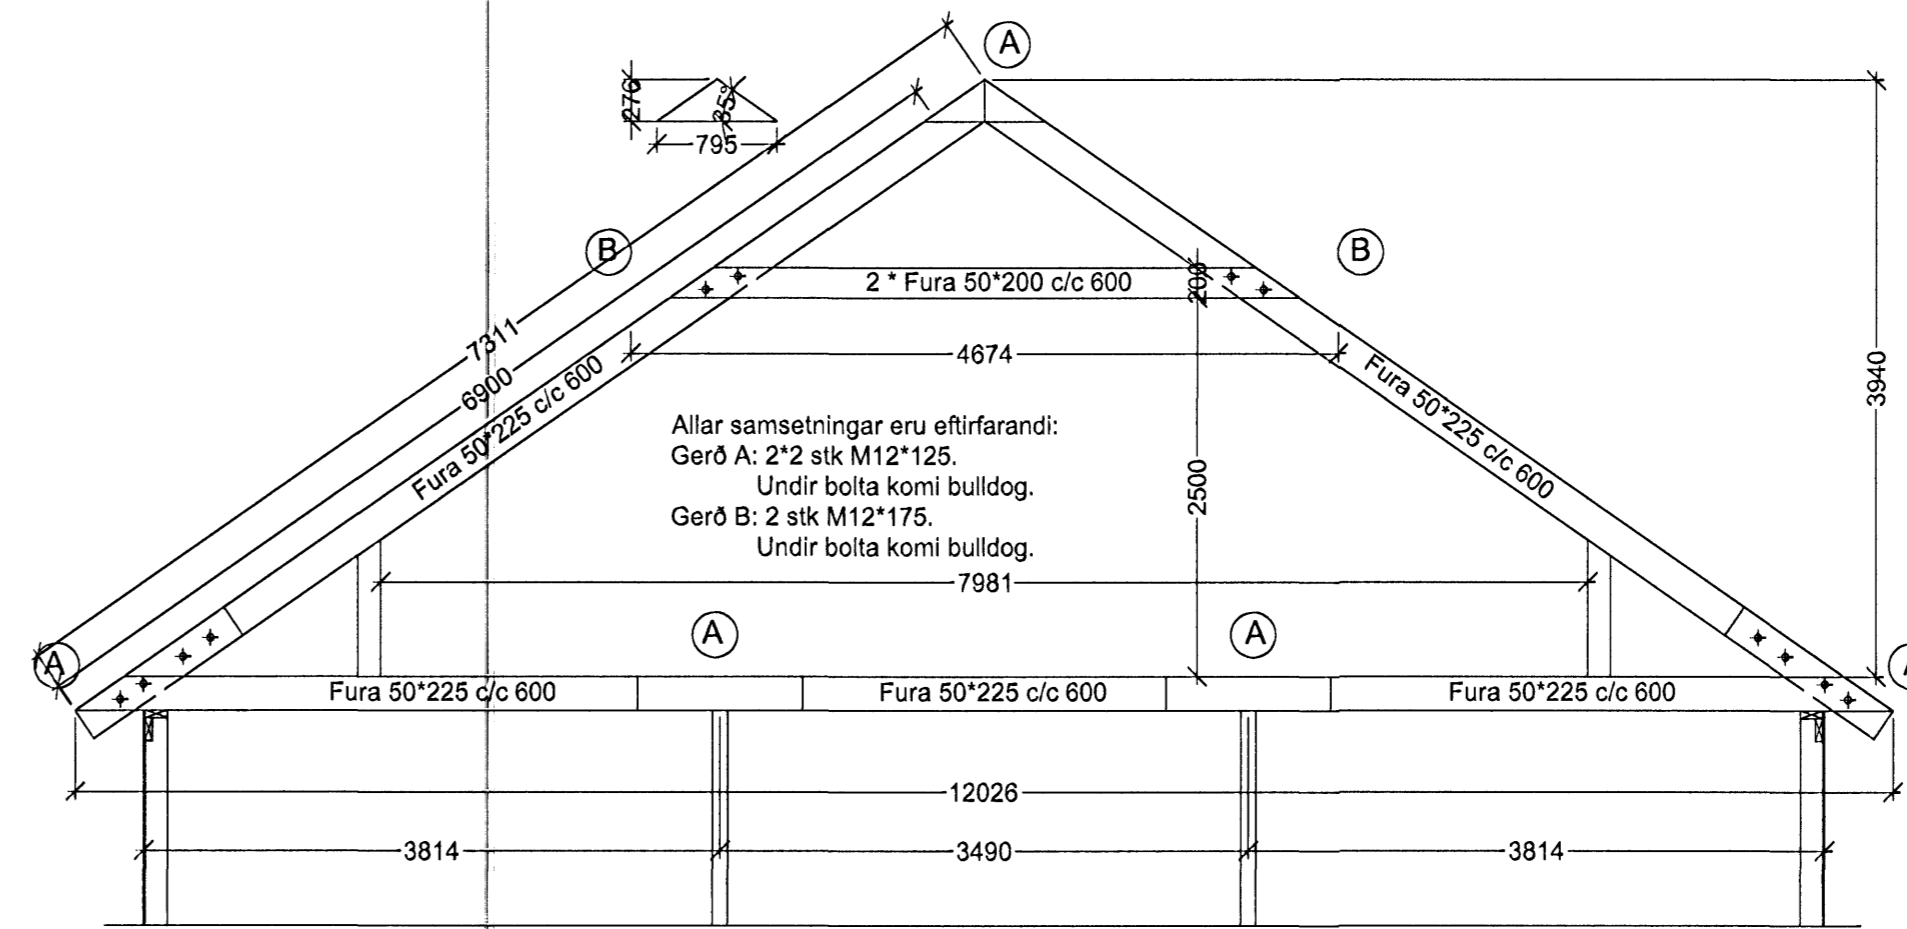 A
276
35°
795
B
B
2 * Fura 50*200 c/c 600
200
7311
4674
6900
Fura 50*225 c/c 600
Fura 50*225 c/c 600
3940
Allar samsetningar eru eftirfarandi:
Gerð A: 2*2 stk M12*125.
Undir bolta komi bulldog.
Gerð B: 2 stk M12*175.
Undir bolta komi bulldog.
2500
7981
A
A
A
A
Fura 50*225 c/c 600
Fura 50*225 c/c 600
Fura 50*225 c/c 600
12026
3814
3490
3814